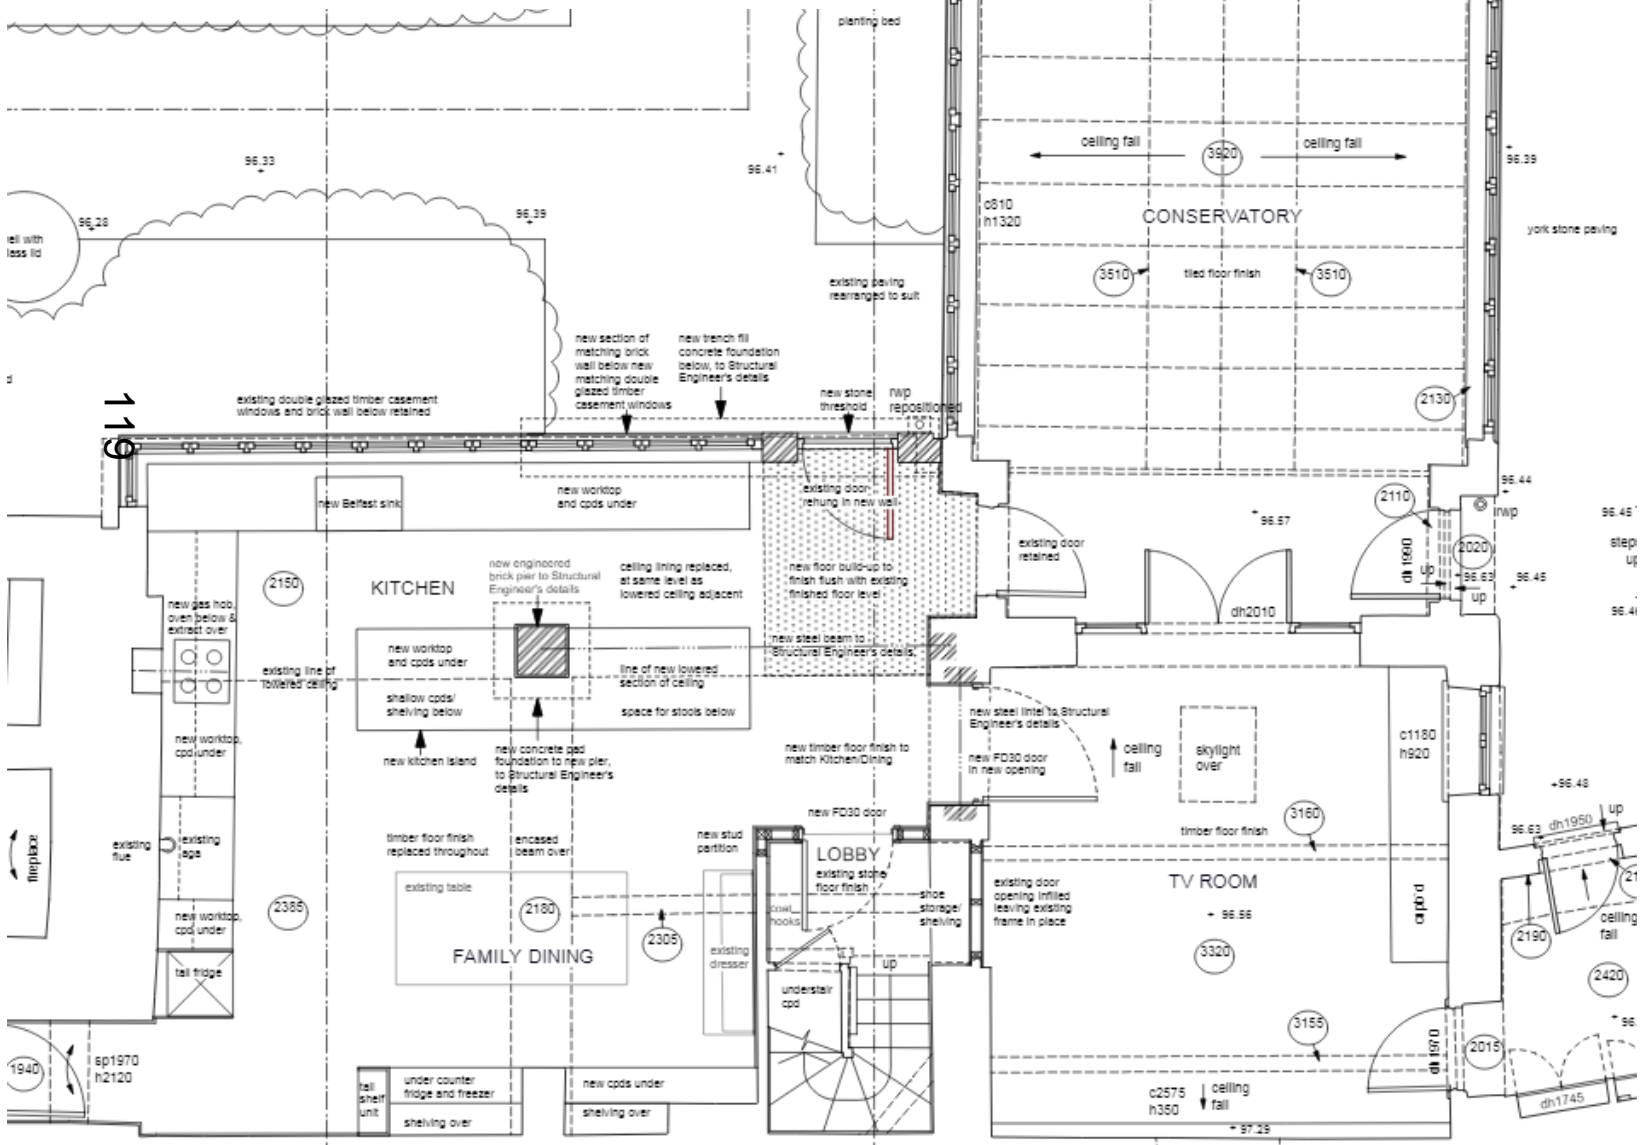 planting bed
96.33
96.41
96.28
96.39
ell with
lass lid
ceiling fall
3920
ceiling fall
96.39
c810
h1320
CONSERVATORY
york stone paving
3510
tiled floor finish
3510
existing paving
rearranged to suit
new section of
matching brick
wall below new
matching double
glazed timber
casement windows
new trench fill
concrete foundation
below, to Structural
Engineer's details
new stone
threshold
rwp
repositioned
2130
119
existing double glazed timber casement
windows and brick wall below retained
new Belfast sink
new worktop
and cpds under
existing door
rehung in new wall
96.44
2110
rwp
96.45
96.57
existing door
retained
dh1990
2020
up
96.63
96.45
up
steps
up
96.4
2150
KITCHEN
new engineered
brick pier to Structural
Engineer's details
ceiling lining replaced,
at same level as
lowered ceiling adjacent
new floor build-up to
finish flush with existing
finished floor level
dh2010
new gas hob,
oven below &
extract over
new worktop
and cpds under
new steel beam to
Structural Engineer's details
existing line of
lowered ceiling
line of new lowered
section of ceiling
shallow cpds/
shelving below
space for stools below
new steel lintel to Structural
Engineer's details
new worktop,
cpd under
new kitchen island
new concrete pad
foundation to new pier,
to Structural Engineer's
details
new timber floor finish to
match Kitchen/Dining
new FD30 door
in new opening
ceiling
fall
skylight
over
c1180
h920
96.48
up
dh1950
96.63
new FD30 door
3160
timber floor finish
fireplace
existing
flue
existing
aga
timber floor finish
replaced throughout
encased
beam over
new stud
partition
LOBBY
existing stone
floor finish
existing table
coat
hooks
shoe
storage/
shelving
existing door
opening infilled
leaving existing
frame in place
TV ROOM
96.56
cupb'd
2385
2180
2305
new worktop,
cpd under
FAMILY DINING
existing
dresser
3320
2190
ceiling
fall
tall fridge
up
understair
cpd
2420
96.
1940
sp1970
h2120
3155
dh1970
2015
tall
shelf
unit
under counter
fridge and freezer
shelving over
new cpds under
shelving over
c2575
h350
ceiling
fall
dh1745
97.29